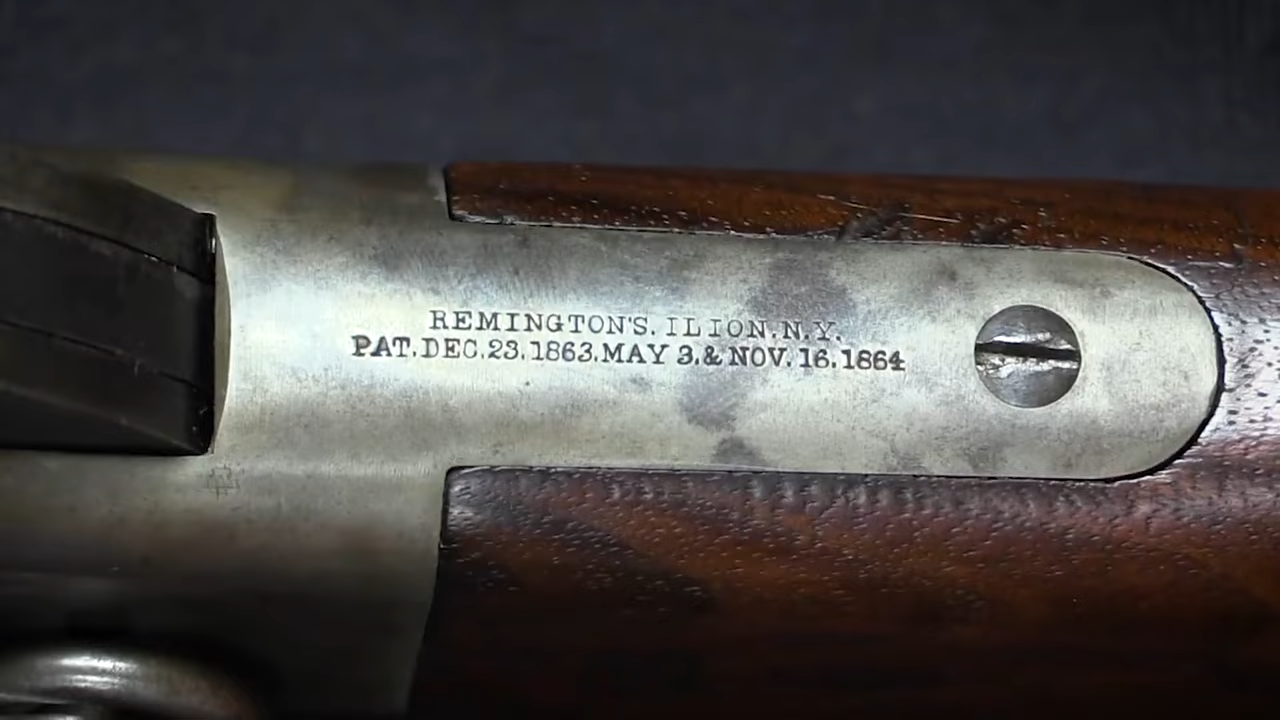 REMINGTON'S. ILION. N.Y.
PAT. DEC. 23. 1863. MAY 3. & NOV. 16. 1864